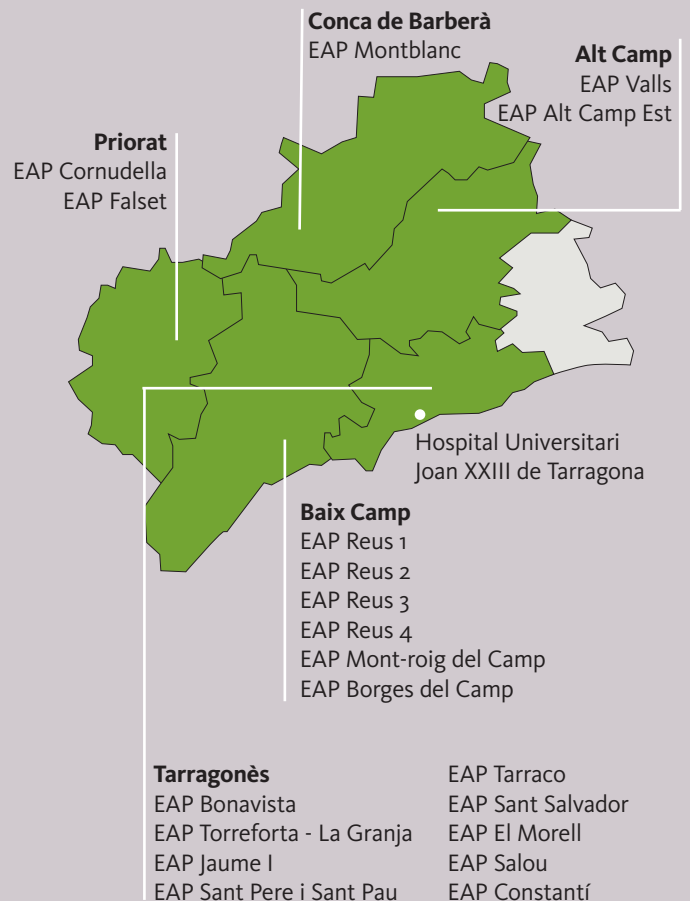 Conca de Barberà
EAP Montblanc
Alt Camp
EAP Valls
EAP Alt Camp Est
Priorat
EAP Cornudella
EAP Falset
Hospital Universitari
Joan XXIII de Tarragona
Baix Camp
EAP Reus 1
EAP Reus 2
EAP Reus 3
EAP Reus 4
EAP Mont-roig del Camp
EAP Borges del Camp
Tarragonès
EAP Bonavista
EAP Torreforta - La Granja
EAP Jaume I
EAP Sant Pere i Sant Pau
EAP Tarraco
EAP Sant Salvador
EAP El Morell
EAP Salou
EAP Constantí